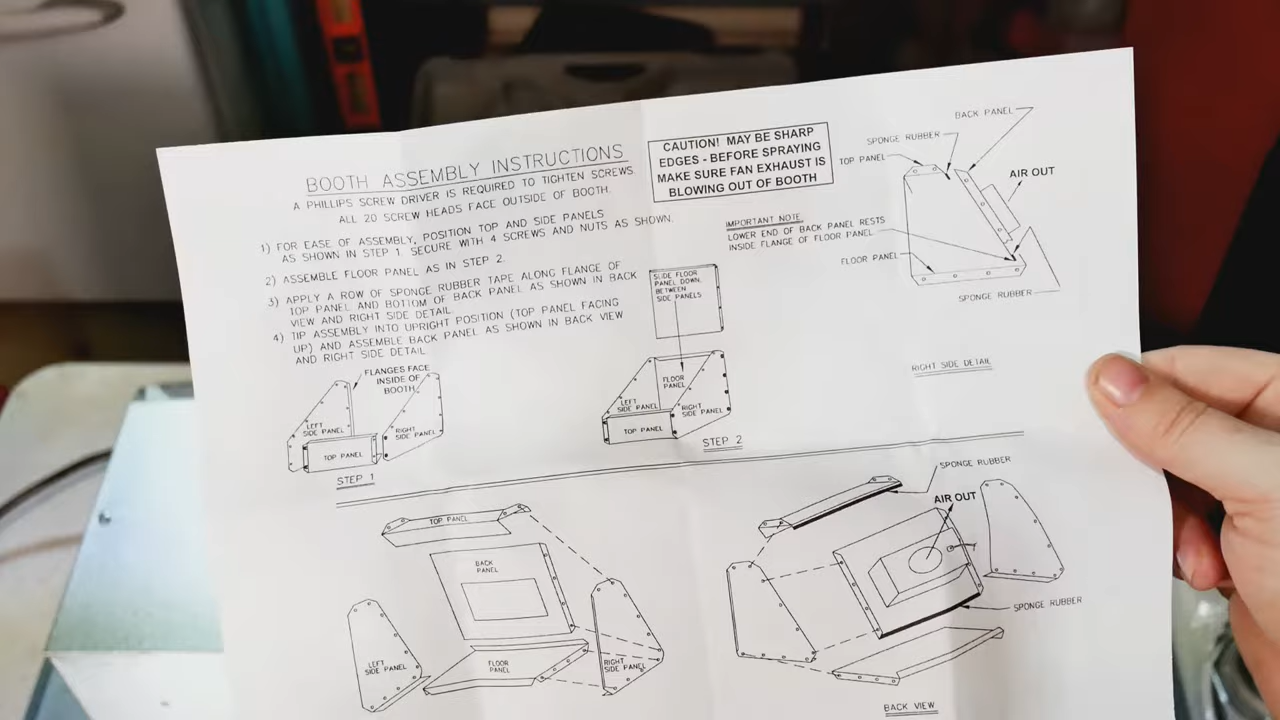 BOOTH ASSEMBLY INSTRUCTIONS
A PHILLIPS SCREW DRIVER IS REQUIRED TO TIGHTEN SCREWS.
ALL 20 SCREW HEADS FACE OUTSIDE OF BOOTH.
1) FOR EASE OF ASSEMBLY, POSITION TOP AND SIDE PANELS
AS SHOWN IN STEP 1. SECURE WITH 4 SCREWS AND NUTS AS SHOWN.
2) ASSEMBLE FLOOR PANEL AS IN STEP 2.
3) APPLY A ROW OF SPONGE RUBBER TAPE ALONG FLANGE OF
TOP PANEL AND BOTTOM OF BACK PANEL AS SHOWN IN BACK
VIEW AND RIGHT SIDE DETAIL.
4) TIP ASSEMBLY INTO UPRIGHT POSITION (TOP PANEL FACING
UP) AND ASSEMBLE BACK PANEL AS SHOWN IN BACK VIEW
AND RIGHT SIDE DETAIL
CAUTION! MAY BE SHARP
EDGES - BEFORE SPRAYING
MAKE SURE FAN EXHAUST IS
BLOWING OUT OF BOOTH
BACK PANEL
SPONGE RUBBER
TOP PANEL
AIR OUT
IMPORTANT NOTE
LOWER END OF BACK PANEL RESTS
INSIDE FLANGE OF FLOOR PANEL
FLOOR PANEL
SPONGE RUBBER
RIGHT SIDE DETAIL
FLANGES FACE
INSIDE OF
BOOTH
LEFT
SIDE PANEL
RIGHT
SIDE PANEL
TOP PANEL
STEP 1
SLIDE FLOOR
PANEL DOWN,
BETWEEN
SIDE PANELS
FLOOR
PANEL
LEFT
SIDE PANEL
RIGHT
SIDE PANEL
TOP PANEL
STEP 2
TOP PANEL
BACK
PANEL
LEFT
SIDE PANEL
FLOOR
PANEL
RIGHT
SIDE PANEL
SPONGE RUBBER
AIR OUT
SPONGE RUBBER
BACK VIEW